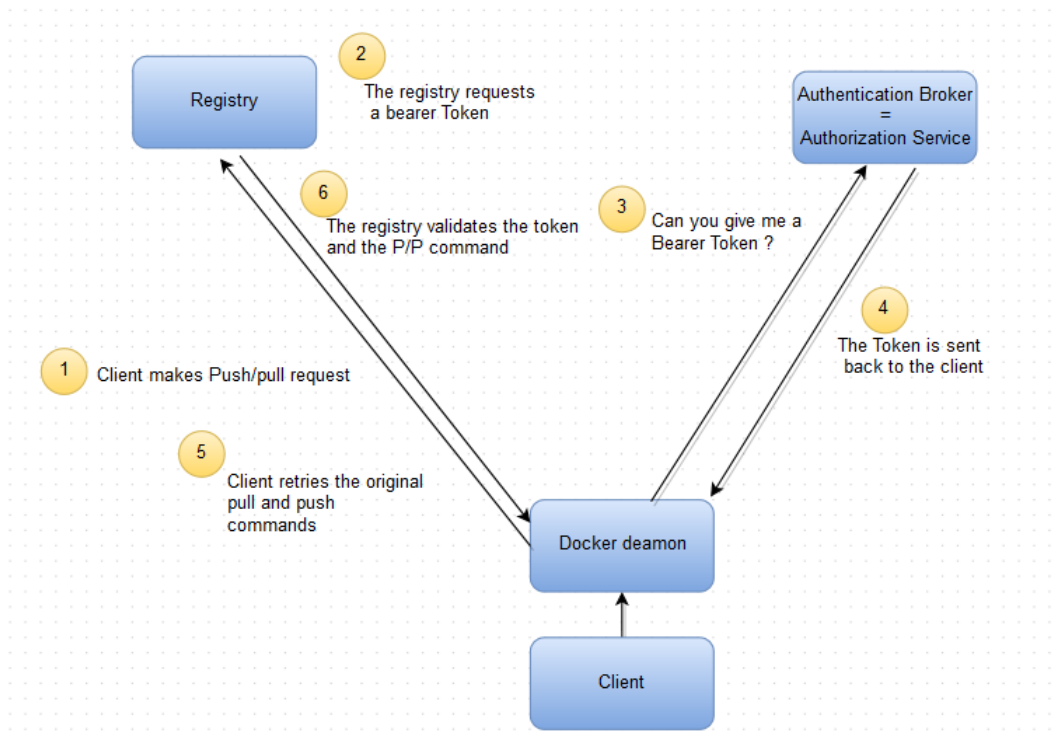 2
The registry requests
a bearer Token
Registry
Authentication Broker
=
Authorization Service
6
The registry validates the token
and the P/P command
3
Can you give me a
Bearer Token ?
4
The Token is sent
back to the client
1
Client makes Push/pull request
5
Client retries the original
pull and push
commands
Docker deamon
Client